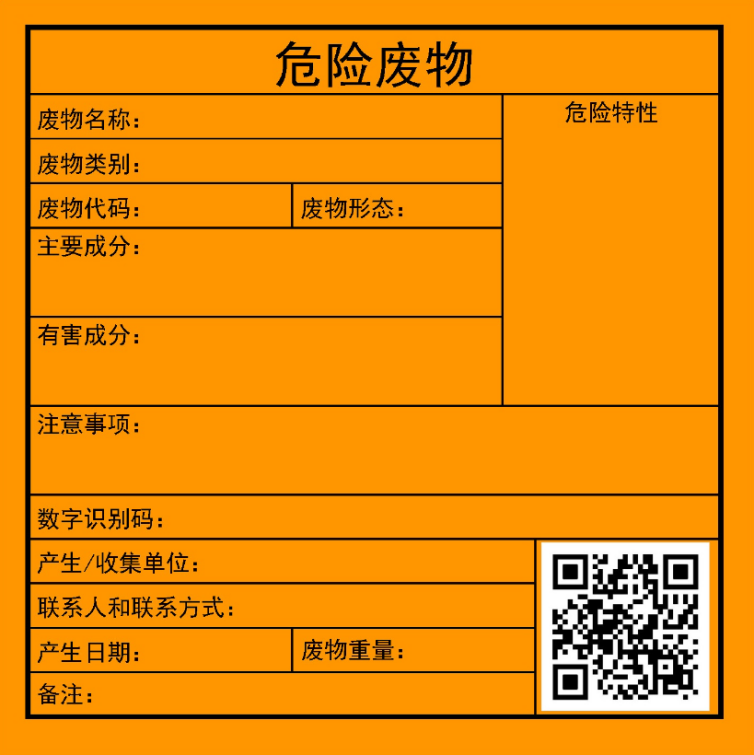 危险废物
废物名称：
危险特性
废物类别：
废物代码：
废物形态：
主要成分：
有害成分：
注意事项：
数字识别码：
产生/收集单位：
联系人和联系方式：
产生日期：
废物重量：
备注：